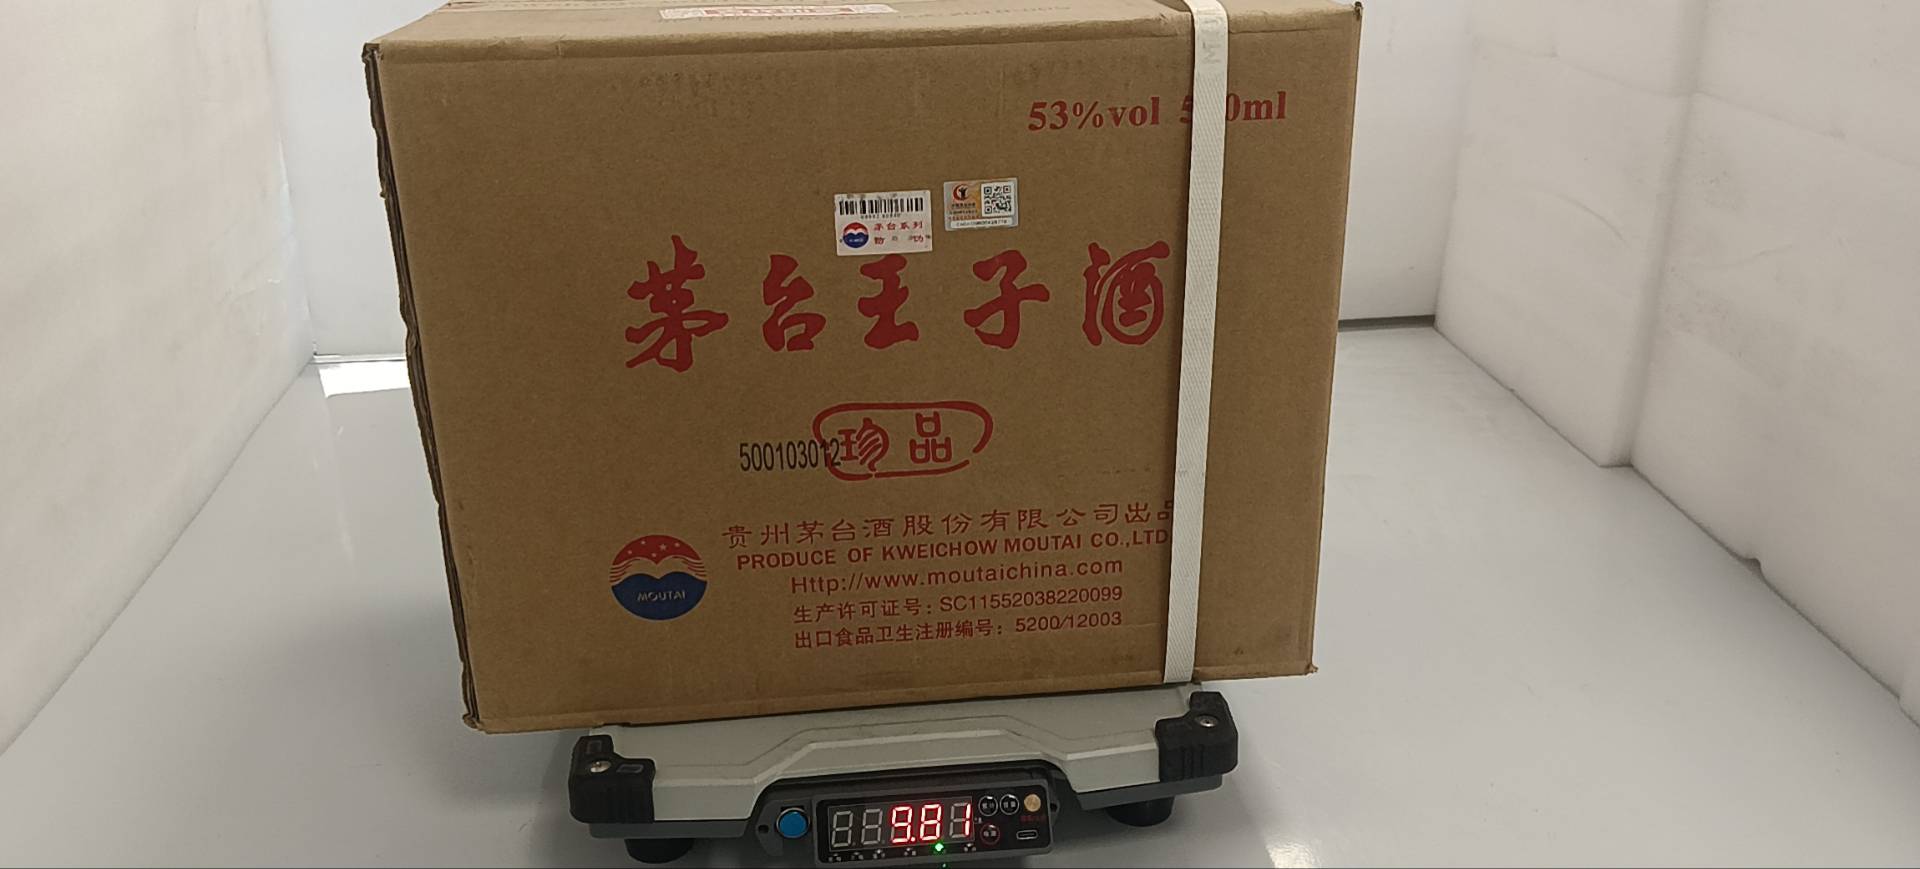 53%vol 5 0ml
茅台系列
茅台王子酒
500103012
珍品
贵州茅台酒股份有限公司出品
PRODUCE OF KWEICHOW MOUTAI CO.,LTD
MOUTAI
Http://www.moutaichina.com
生产许可证号:SC11552038220099
出口食品卫生注册编号:5200/12003
9.81